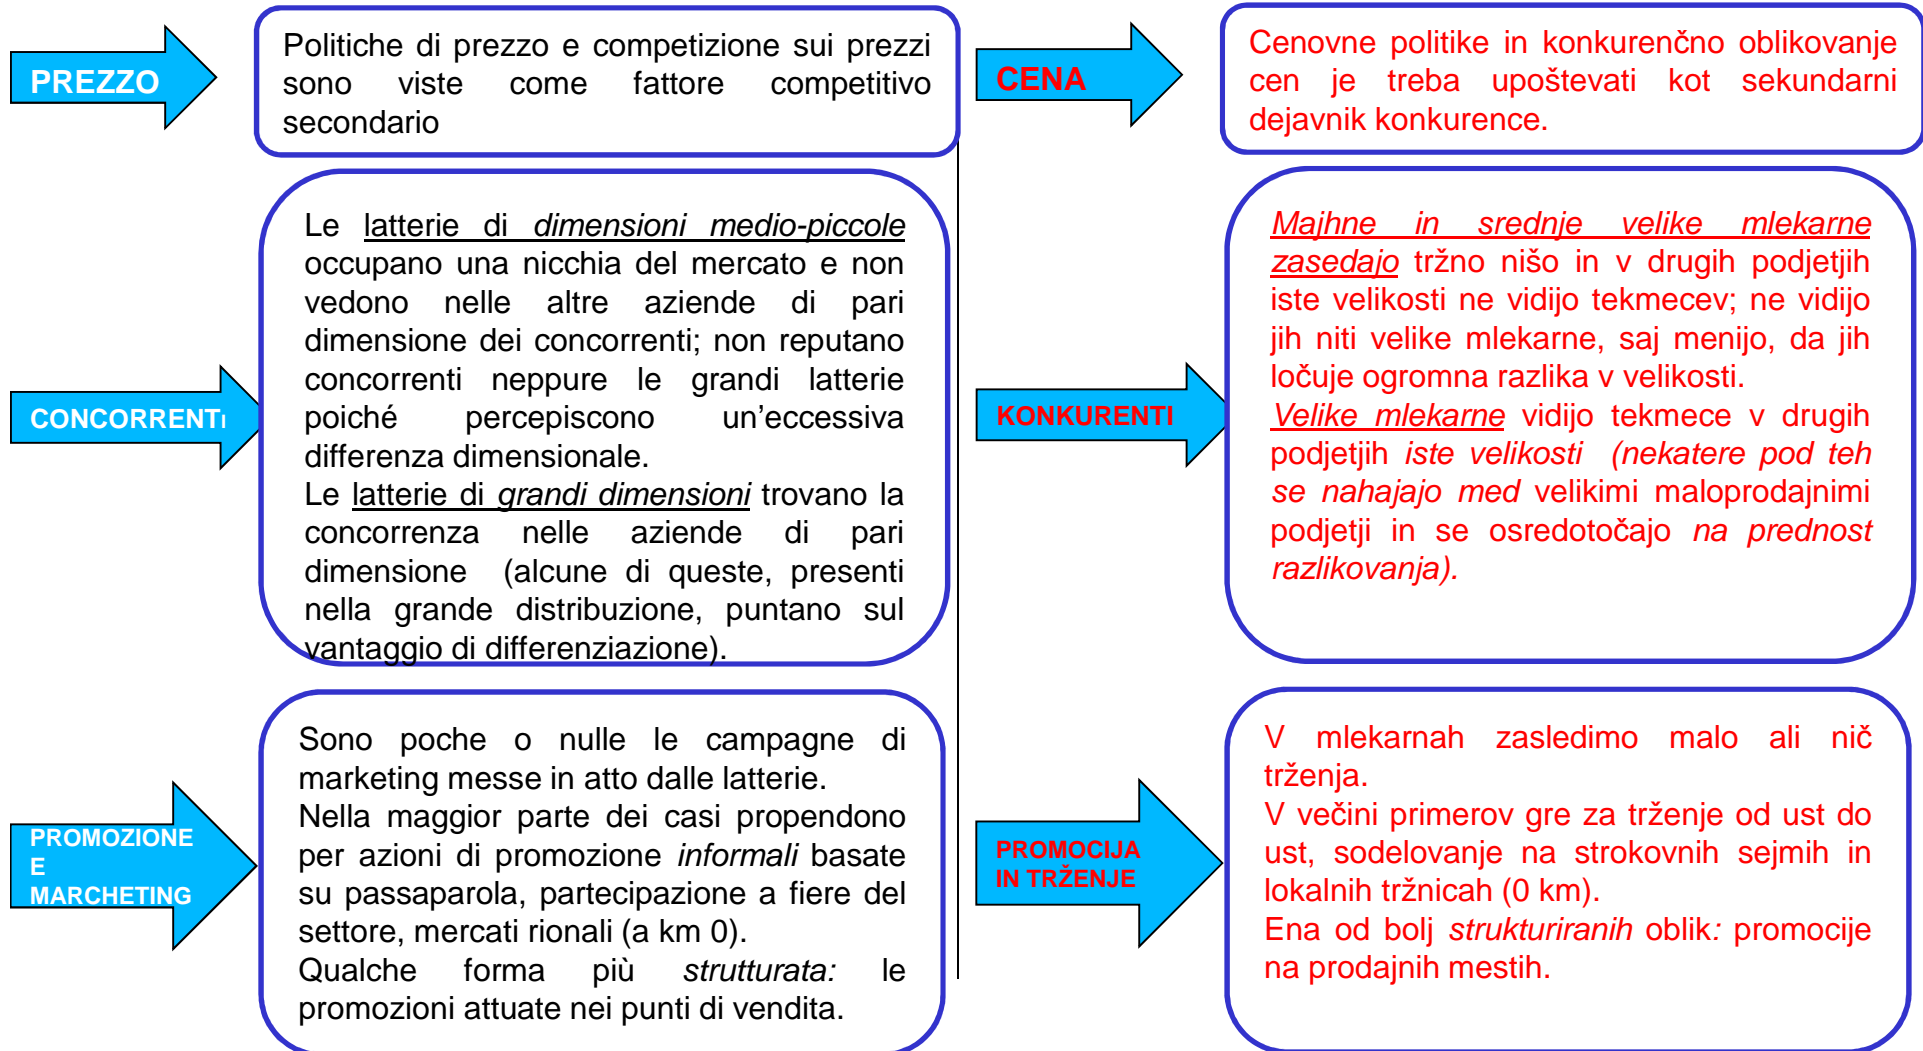 PREZZO
Politiche di prezzo e competizione sui prezzi
sono viste come fattore competitivo
secondario
CONCORRENTI
Le latterie di dimensioni medio-piccole
occupano una nicchia del mercato e non
vedono nelle altre aziende di pari
dimensione dei concorrenti; non reputano
concorrenti neppure le grandi latterie
poiché percepiscono un’eccessiva
differenza dimensionale.
Le latterie di grandi dimensioni trovano la
concorrenza nelle aziende di pari
dimensione (alcune di queste, presenti
nella grande distribuzione, puntano sul
vantaggio di differenziazione).
PROMOZIONE
E
MARCHETING
Sono poche o nulle le campagne di
marketing messe in atto dalle latterie.
Nella maggior parte dei casi propendono
per azioni di promozione informali basate
su passaparola, partecipazione a fiere del
settore, mercati rionali (a km 0).
Qualche forma più strutturata: le
promozioni attuate nei punti di vendita.
CENA
Cenovne politike in konkurenčno oblikovanje
cen je treba upoštevati kot sekundarni
dejavnik konkurence.
KONKURENTI
Majhne in srednje velike mlekarne
zasedajo tržno nišo in v drugih podjetjih
iste velikosti ne vidijo tekmecev; ne vidijo
jih niti velike mlekarne, saj menijo, da jih
ločuje ogromna razlika v velikosti.
Velike mlekarne vidijo tekmece v drugih
podjetjih iste velikosti (nekatere pod teh
se nahajajo med velikimi maloprodajnimi
podjetji in se osredotočajo na prednost
razlikovanja).
PROMOCIJA
IN TRŽENJE
V mlekarnah zasledimo malo ali nič
trženja.
V večini primerov gre za trženje od ust do
ust, sodelovanje na strokovnih sejmih in
lokalnih tržnicah (0 km).
Ena od bolj strukturiranih oblik: promocije
na prodajnih mestih.